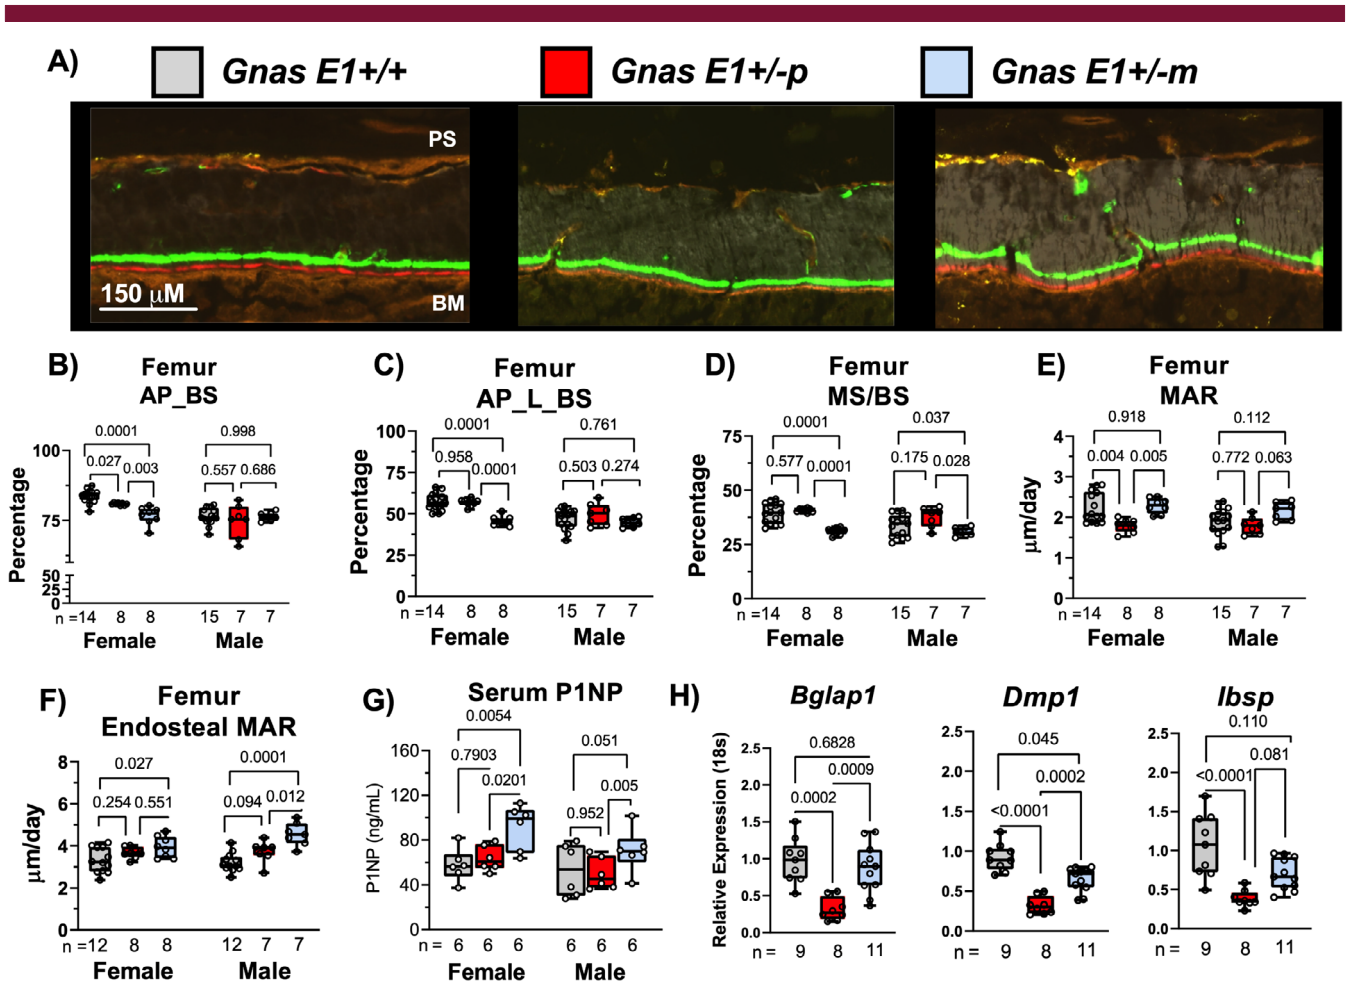 A)
Gnas E1+/+
Gnas E1+/-p
Gnas E1+/-m
PS
150 μM
BM
B)
Femur
AP_BS
0.0001
0.027
0.003
0.998
0.557
0.686
Percentage
100
75
50
25
0
n =14 8 8 15 7 7
Female Male
C)
Femur
AP_L_BS
0.0001
0.958
0.0001
0.761
0.503
0.274
Percentage
100
75
50
25
0
n =14 8 8 15 7 7
Female Male
D)
Femur
MS/BS
0.0001
0.577
0.0001
0.037
0.175
0.028
Percentage
75
50
25
0
n =14 8 8 15 7 7
Female Male
E)
Femur
MAR
0.918
0.004
0.005
0.112
0.772
0.063
μm/day
4
3
2
1
0
n =14 8 8 15 7 7
Female Male
F)
Femur
Endosteal MAR
0.027
0.254
0.551
0.0001
0.094
0.012
μm/day
8
6
4
2
0
n =12 8 8 12 7 7
Female Male
G)
Serum P1NP
0.0054
0.7903
0.0201
0.051
0.952
0.005
P1NP (ng/mL)
160
120
80
40
0
n = 6 6 6 6 6 6
Female Male
H)
Bglap1
0.6828
0.0009
0.0002
Relative Expression (18s)
2.5
2.0
1.5
1.0
0.5
0.0
n = 9 8 11
Dmp1
0.045
0.0002
<0.0001
2.5
2.0
1.5
1.0
0.5
0.0
n = 9 8 11
Ibsp
0.110
0.081
<0.0001
2.5
2.0
1.5
1.0
0.5
0.0
n = 9 8 11